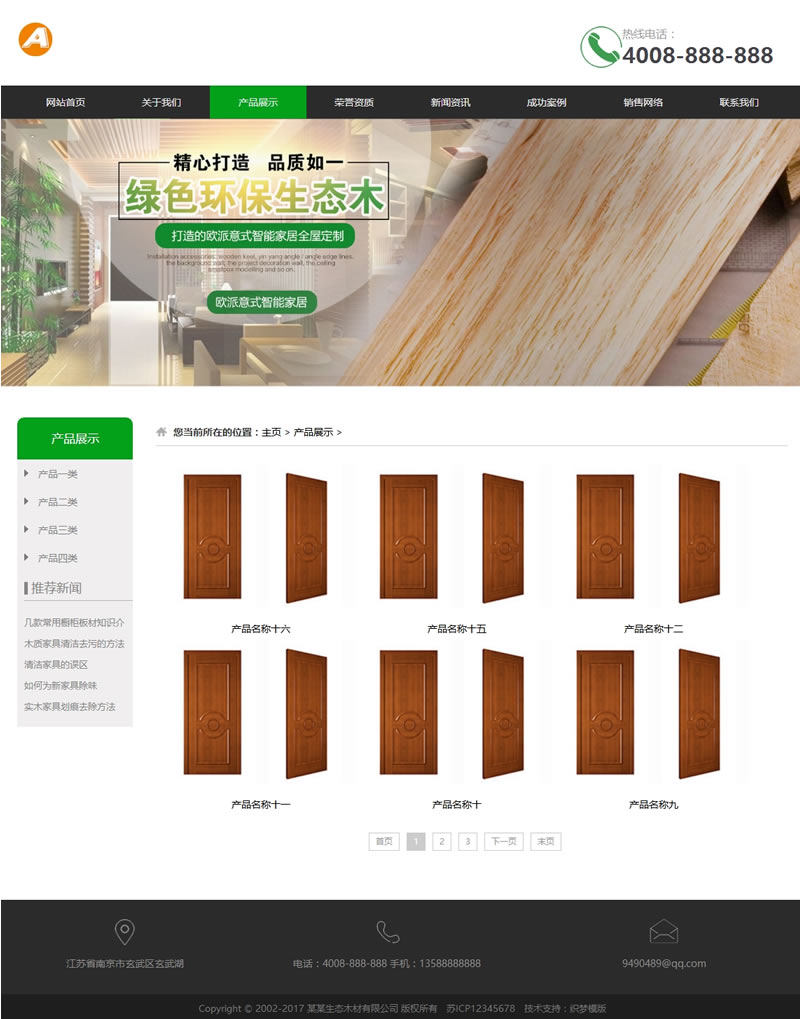 A
热线电话：
4008-888-888
网站首页 关于我们 产品展示 荣誉资质 新闻资讯 成功案例 销售网络 联系我们
精心打造 品质如一
绿色环保生态木
打造的欧派意式智能家居全屋定制
Installation accessories: wooden keel, yin yang angle / angle edge lines,
the background wall, the project decoration wall, the ceiling
smallpox modelling and so on.
欧派意式智能家居
产品展示
产品一类
产品二类
产品三类
产品四类
推荐新闻
几款常用橱柜板材知识介
木质家具清洁去污的方法
清洁家具的误区
如何为新家具除味
实木家具划痕去除方法
您当前所在的位置：主页 > 产品展示 >
产品名称十六 产品名称十五 产品名称十二
产品名称十一 产品名称十 产品名称九
首页 1 2 3 下一页 末页
江苏省南京市玄武区玄武湖 电话：4008-888-888 手机：13588888888 9490489@qq.com
Copyright © 2002-2017 某某生态木材有限公司 版权所有 苏ICP12345678 技术支持：织梦模版